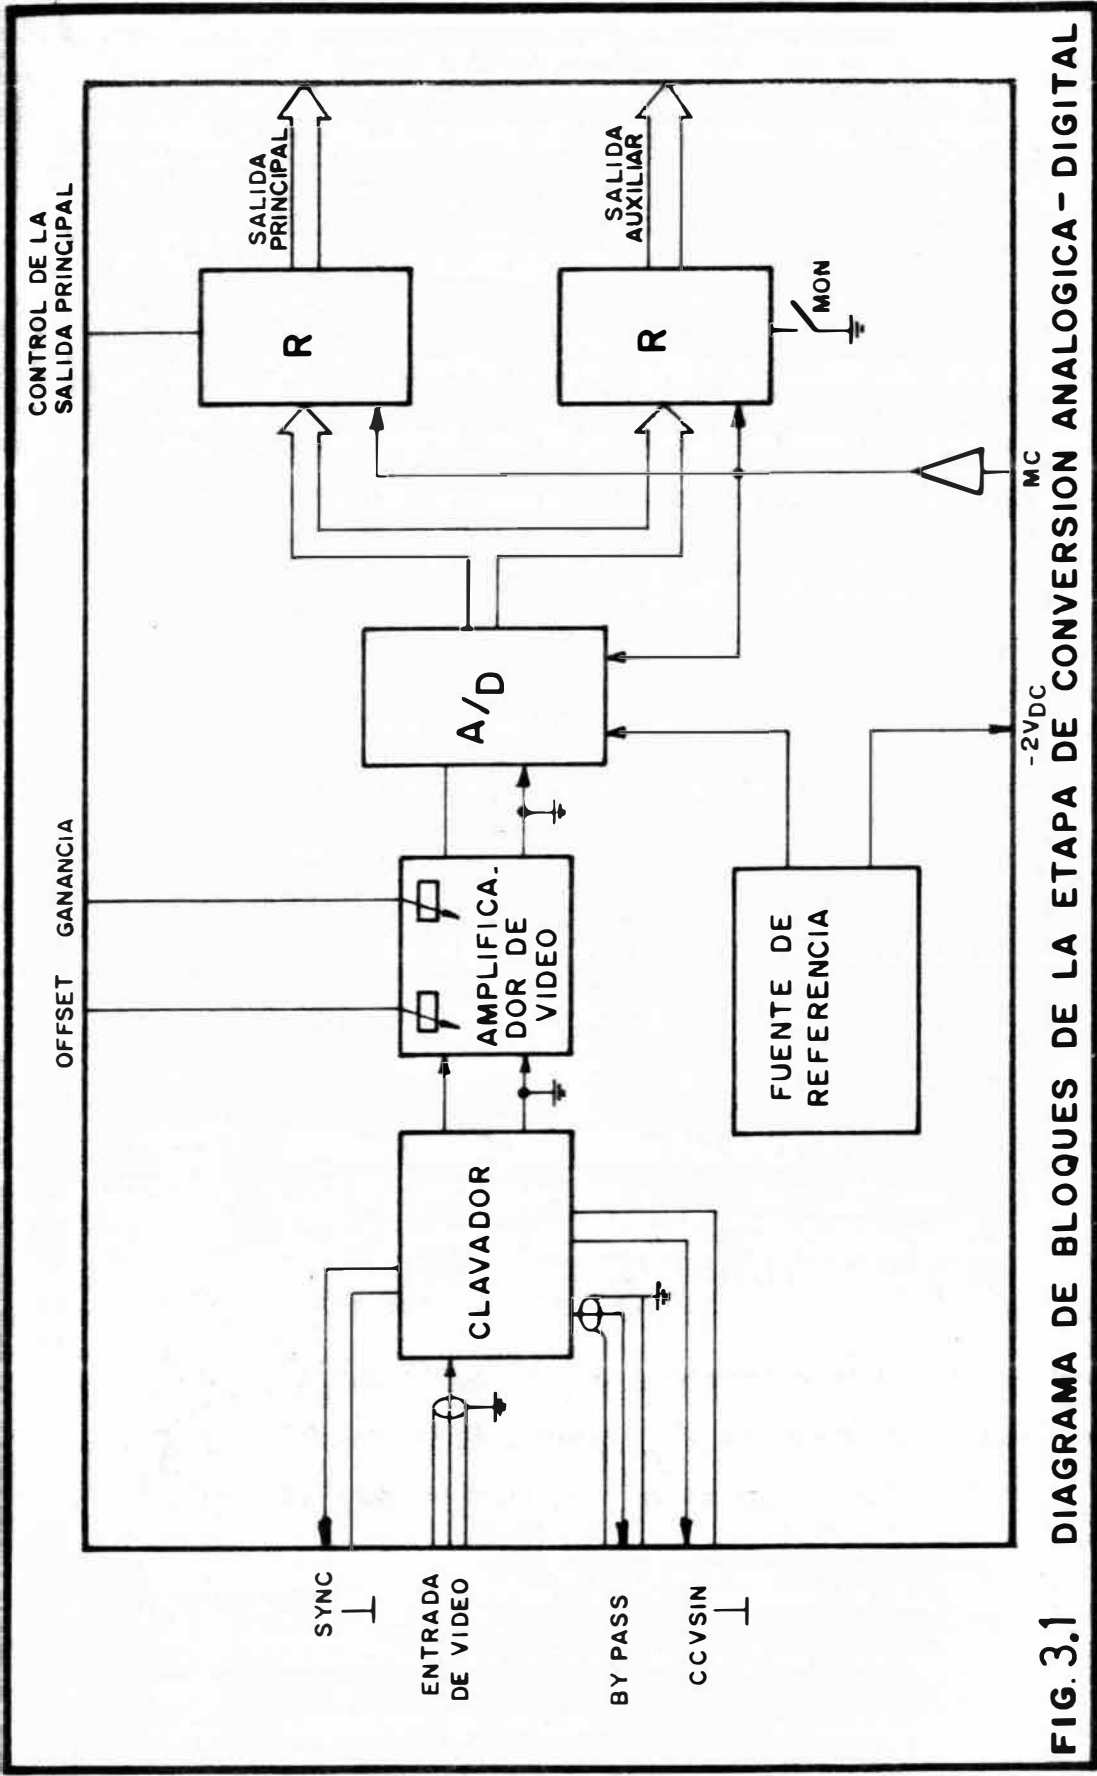 CONTROL DE LA
SALIDA PRINCIPAL
OFFSET
GANANCIA
SYNC
ENTRADA
DE VIDEO
BY PASS
CCVSIN
CLAVADOR
AMPLIFICA-
DOR DE
VIDEO
A/D
R
SALIDA
PRINCIPAL
R
SALIDA
AUXILIAR
MON
FUENTE DE
REFERENCIA
-2VDC
MC
FIG. 3.1 DIAGRAMA DE BLOQUES DE LA ETAPA DE CONVERSION ANALOGICA-DIGITAL